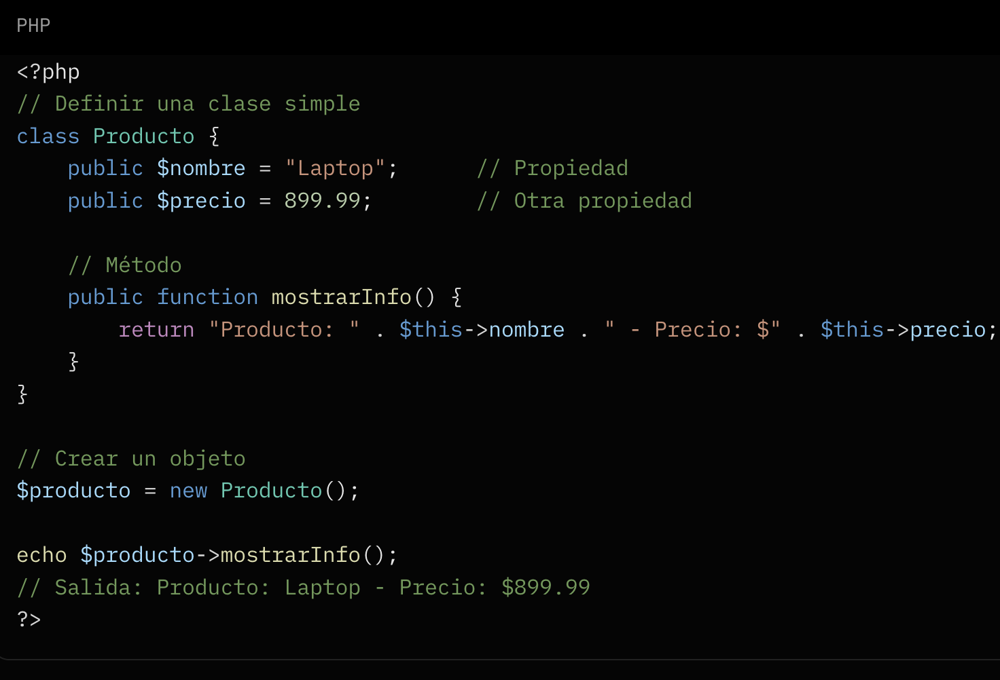 PHP
<?php
// Definir una clase simple
class Producto {
    public $nombre = "Laptop";      // Propiedad
    public $precio = 899.99;        // Otra propiedad

    // Método
    public function mostrarInfo() {
        return "Producto: " . $this->nombre . " - Precio: $" . $this->precio;
    }
}

// Crear un objeto
$producto = new Producto();

echo $producto->mostrarInfo();
// Salida: Producto: Laptop - Precio: $899.99
?>